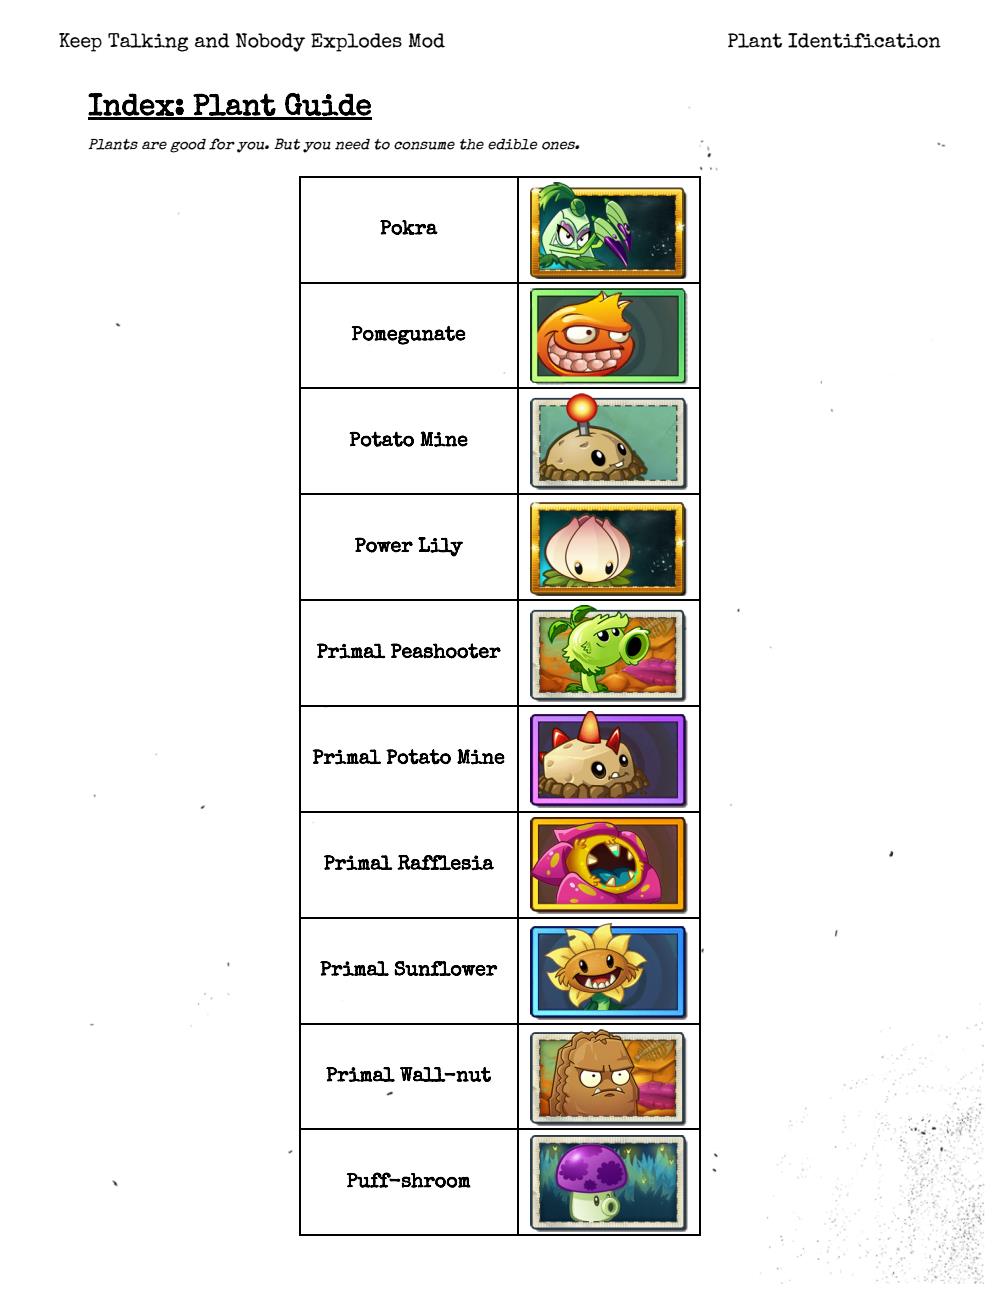 Keep Talking and Nobody Explodes Mod
Plant Identification
Index: Plant Guide
Plants are good for you. But you need to consume the edible ones.
Pokra
Pomegunate
Potato Mine
Power Lily
Primal Peashooter
Primal Potato Mine
Primal Rafflesia
Primal Sunflower
Primal Wall-nut
Puff-shroom